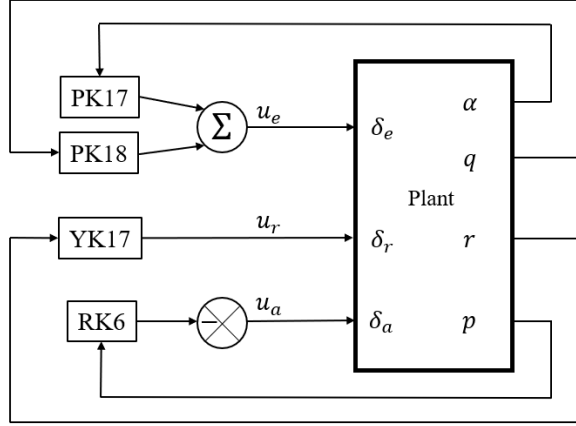 PK17
α
Σ
u_e
δ_e
PK18
q
Plant
YK17
u_r
δ_r
r
RK6
−
u_a
δ_a
p